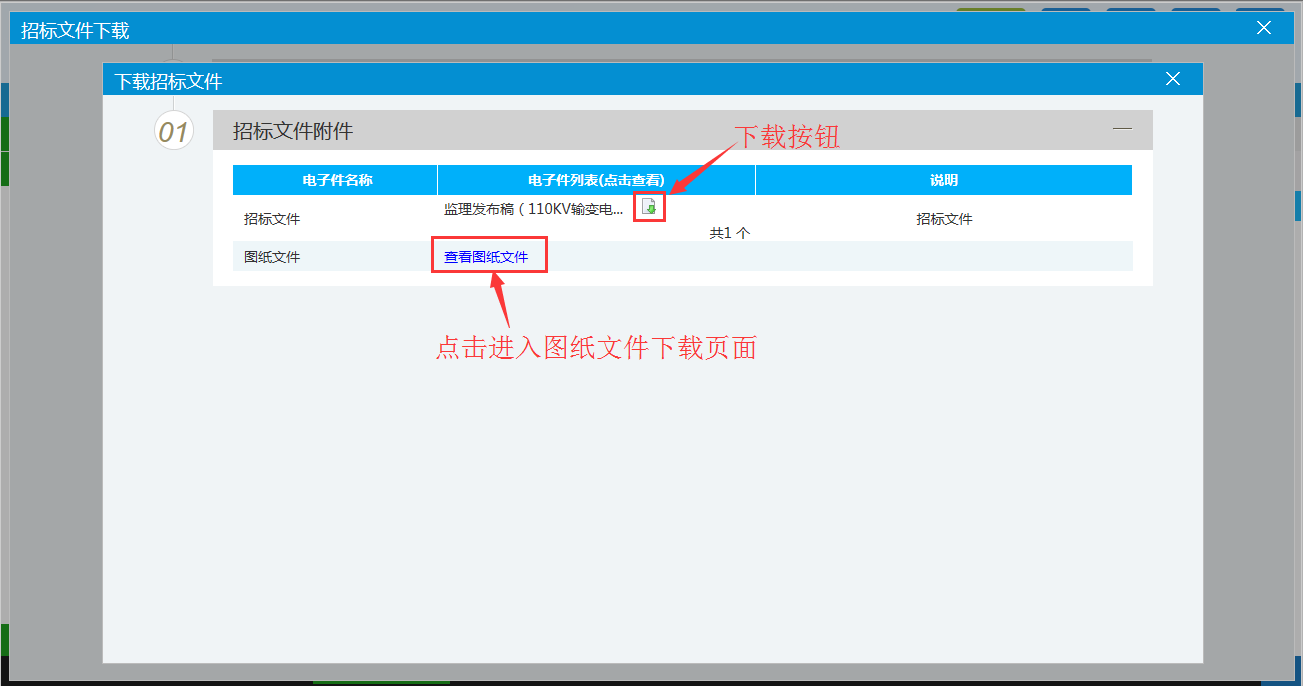 招标文件下载
下载招标文件
01
招标文件附件
下载按钮
电子件名称 电子件列表(点击查看) 说明
招标文件 监理发布稿（110KV输变电... 招标文件
共1 个
图纸文件 查看图纸文件
点击进入图纸文件下载页面